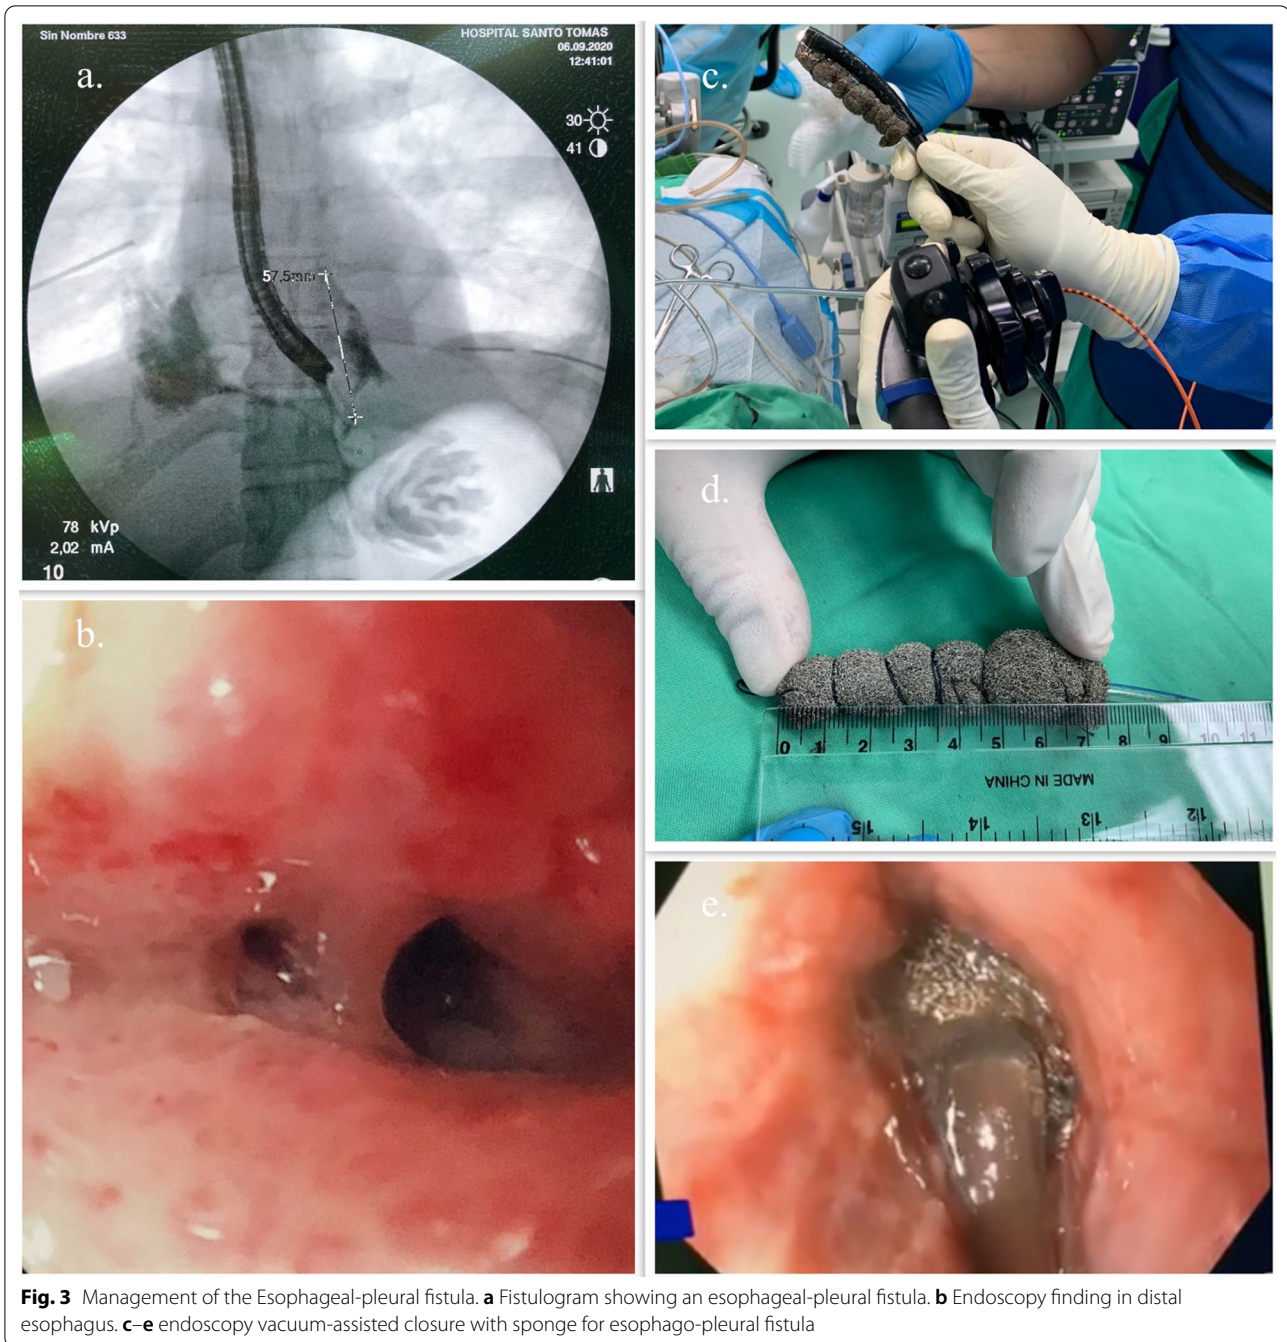 a.
Sin Nombre 633
HOSPITAL SANTO TOMAS
06.09.2020
12:41:01
30
41
57,5mm
78 kVp
2,02 mA
10
b.
c.
d.
0 1 2 3 4 5 6 7 8 9 10 11
MADE IN CHINA
15 14 13 12
e.
Fig. 3 Management of the Esophageal-pleural fistula. a Fistulogram showing an esophageal-pleural fistula. b Endoscopy finding in distal
esophagus. c–e endoscopy vacuum-assisted closure with sponge for esophago-pleural fistula